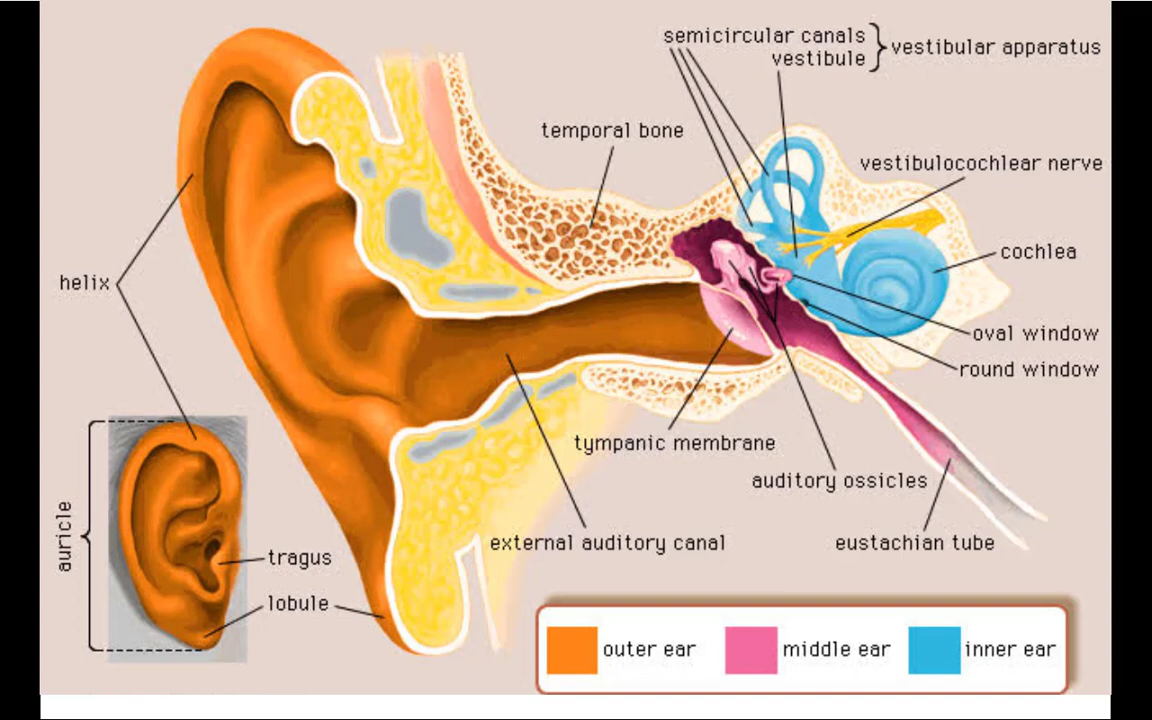 semicircular canals
vestibule
vestibular apparatus
temporal bone
vestibulocochlear nerve
cochlea
helix
oval window
round window
tympanic membrane
auditory ossicles
external auditory canal
eustachian tube
auricle
tragus
lobule
outer ear
middle ear
inner ear